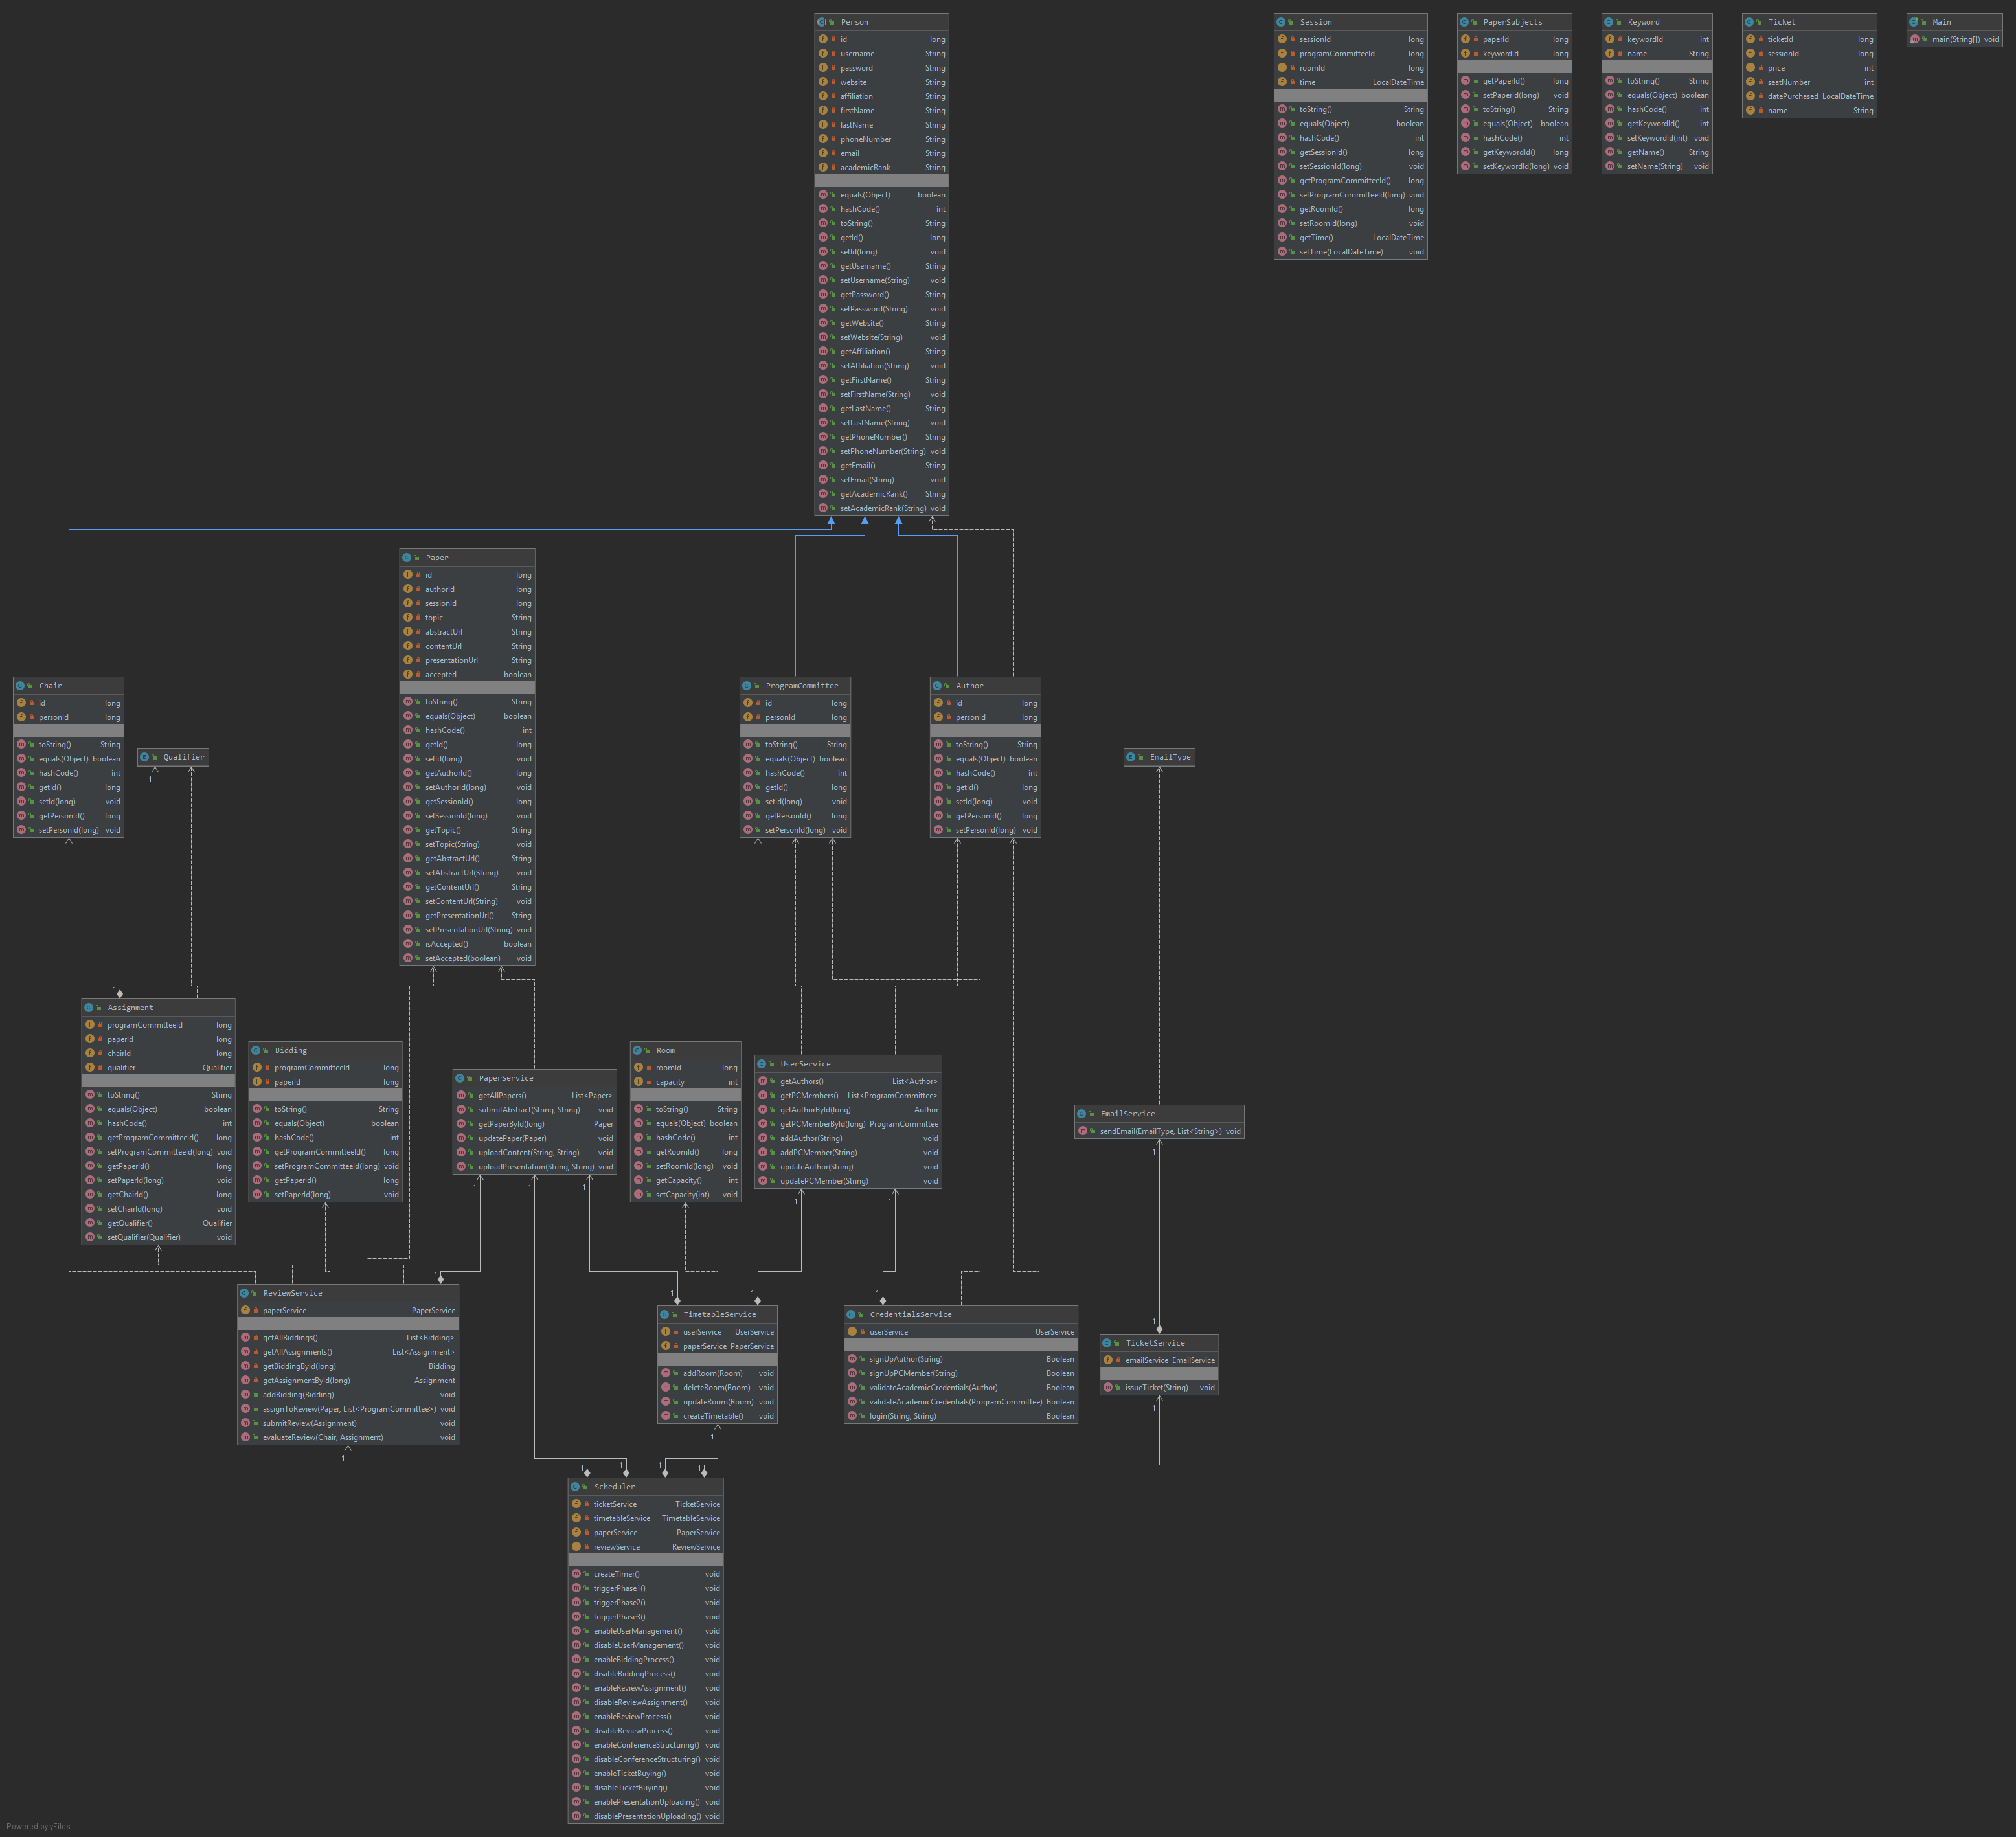 Person
id long
username String
password String
website String
affiliation String
firstName String
lastName String
phoneNumber String
email String
academicRank String
equals(Object) boolean
hashCode() int
toString() String
getId() long
setId(long) void
getUsername() String
setUsername(String) void
getPassword() String
setPassword(String) void
getWebsite() String
setWebsite(String) void
getAffiliation() String
setAffiliation(String) void
getFirstName() String
setFirstName(String) void
getLastName() String
setLastName(String) void
getPhoneNumber() String
setPhoneNumber(String) void
getEmail() String
setEmail(String) void
getAcademicRank() String
setAcademicRank(String) void
Session
sessionId long
programCommitteeId long
roomId long
time LocalDateTime
toString() String
equals(Object) boolean
hashCode() int
getSessionId() long
setSessionId(long) void
getProgramCommitteeId() long
setProgramCommitteeId(long) void
getRoomId() long
setRoomId(long) void
getTime() LocalDateTime
setTime(LocalDateTime) void
PaperSubjects
paperId long
keywordId long
getPaperId() long
setPaperId(long) void
toString() String
equals(Object) boolean
hashCode() int
getKeywordId() long
setKeywordId(long) void
Keyword
keywordId int
name String
toString() String
equals(Object) boolean
hashCode() int
getKeywordId() int
setKeywordId(int) void
getName() String
setName(String) void
Ticket
ticketId long
sessionId long
price int
seatNumber int
datePurchased LocalDateTime
name String
Main
main(String[]) void
Paper
id long
authorId long
sessionId long
topic String
abstractUrl String
contentUrl String
presentationUrl String
accepted boolean
toString() String
equals(Object) boolean
hashCode() int
getId() long
setId(long) void
getAuthorId() long
setAuthorId(long) void
getSessionId() long
setSessionId(long) void
getTopic() String
setTopic(String) void
getAbstractUrl() String
setAbstractUrl(String) void
getContentUrl() String
setContentUrl(String) void
getPresentationUrl() String
setPresentationUrl(String) void
isAccepted() boolean
setAccepted(boolean) void
Chair
id long
personId long
toString() String
equals(Object) boolean
hashCode() int
getId() long
setId(long) void
getPersonId() long
setPersonId(long) void
Qualifier
1
1
ProgramCommittee
id long
personId long
toString() String
equals(Object) boolean
hashCode() int
getId() long
setId(long) void
getPersonId() long
setPersonId(long) void
Author
id long
personId long
toString() String
equals(Object) boolean
hashCode() int
getId() long
setId(long) void
getPersonId() long
setPersonId(long) void
EmailType
Assignment
programCommitteeId long
paperId long
chairId long
qualifier Qualifier
toString() String
equals(Object) boolean
hashCode() int
getProgramCommitteeId() long
setProgramCommitteeId(long) void
getPaperId() long
setPaperId(long) void
getChairId() long
setChairId(long) void
getQualifier() Qualifier
setQualifier(Qualifier) void
Bidding
programCommitteeId long
paperId long
toString() String
equals(Object) boolean
hashCode() int
getProgramCommitteeId() long
setProgramCommitteeId(long) void
getPaperId() long
setPaperId(long) void
PaperService
getAllPapers() List<Paper>
submitAbstract(String, String) void
getPaperById(long) Paper
updatePaper(Paper) void
uploadContent(String, String) void
uploadPresentation(String, String) void
1
1
1
Room
roomId long
capacity int
toString() String
equals(Object) boolean
hashCode() int
getRoomId() long
setRoomId(long) void
getCapacity() int
setCapacity(int) void
UserService
getAuthors() List<Author>
getPCMembers() List<ProgramCommittee>
getAuthorById(long) Author
getPCMemberById(long) ProgramCommittee
addAuthor(String) void
addPCMember(String) void
updateAuthor(String) void
updatePCMember(String) void
1
1
EmailService
sendEmail(EmailType, List<String>) void
1
1
ReviewService
paperService PaperService
getAllBiddings() List<Bidding>
getAllAssignments() List<Assignment>
getBiddingById(long) Bidding
getAssignmentById(long) Assignment
addBidding(Bidding) void
assignToReview(Paper, List<ProgramCommittee>) void
submitReview(Assignment) void
evaluateReview(Chair, Assignment) void
1
1
1
TimetableService
userService UserService
paperService PaperService
addRoom(Room) void
deleteRoom(Room) void
updateRoom(Room) void
createTimetable() void
1
1
CredentialsService
userService UserService
signUpAuthor(String) Boolean
signUpPCMember(String) Boolean
validateAcademicCredentials(Author) Boolean
validateAcademicCredentials(ProgramCommittee) Boolean
login(String, String) Boolean
1
TicketService
emailService EmailService
issueTicket(String) void
1
1
1
1
1
1
Scheduler
ticketService TicketService
timetableService TimetableService
paperService PaperService
reviewService ReviewService
createTimer() void
triggerPhase1() void
triggerPhase2() void
triggerPhase3() void
enableUserManagement() void
disableUserManagement() void
enableBiddingProcess() void
disableBiddingProcess() void
enableReviewAssignment() void
disableReviewAssignment() void
enableReviewProcess() void
disableReviewProcess() void
enableConferenceStructuring() void
disableConferenceStructuring() void
enableTicketBuying() void
disableTicketBuying() void
enablePresentationUploading() void
disablePresentationUploading() void
Powered by yFiles